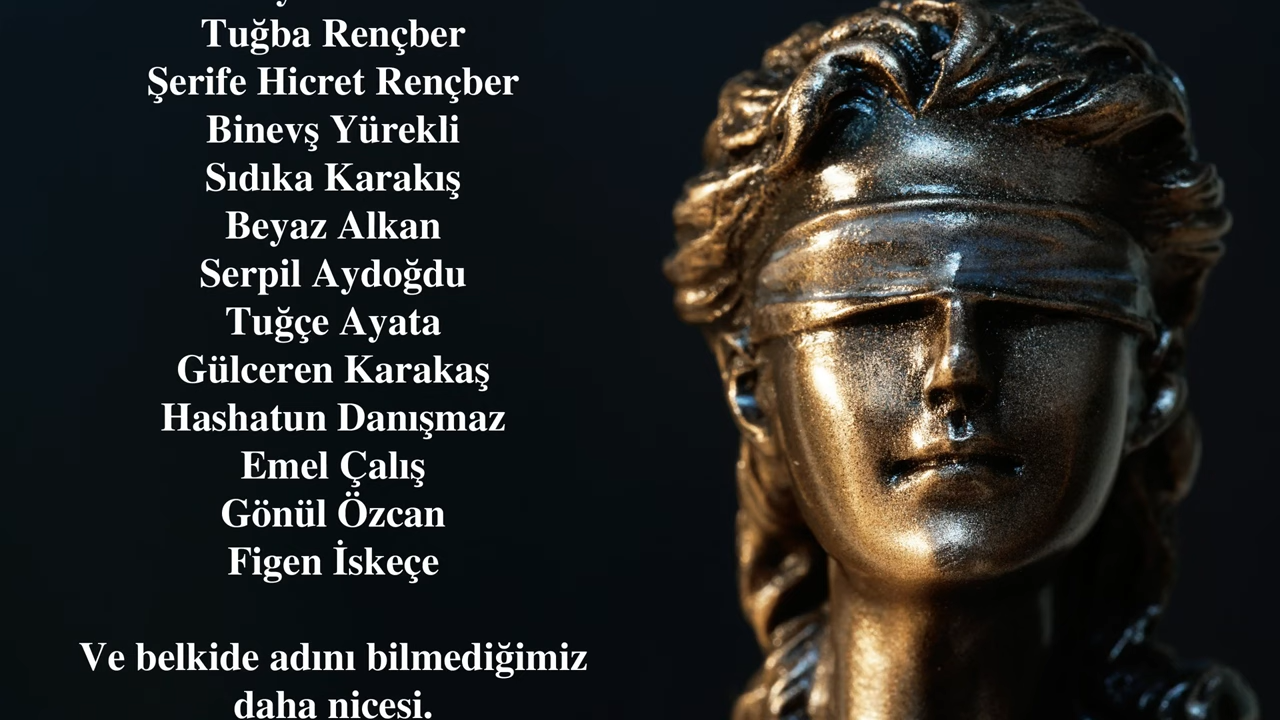 Tuğba Rençber
Şerife Hicret Rençber
Binevş Yürekli
Sıdıka Karakış
Beyaz Alkan
Serpil Aydoğdu
Tuğçe Ayata
Gülceren Karakaş
Hashatun Danışmaz
Emel Çalış
Gönül Özcan
Figen İskeçe
Ve belkide adını bilmediğimiz
daha nicesi.